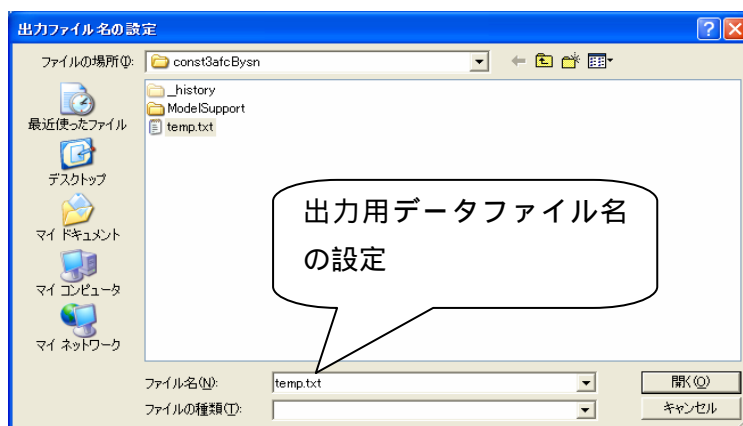 出力ファイル名の設定
ファイルの場所(I):
const3afcBysn
_history
ModelSupport
temp.txt
最近使ったファイル
デスクトップ
マイ ドキュメント
マイ コンピュータ
マイ ネットワーク
出力用データファイル名
の設定
ファイル名(N):
temp.txt
開く(O)
ファイルの種類(T):
キャンセル